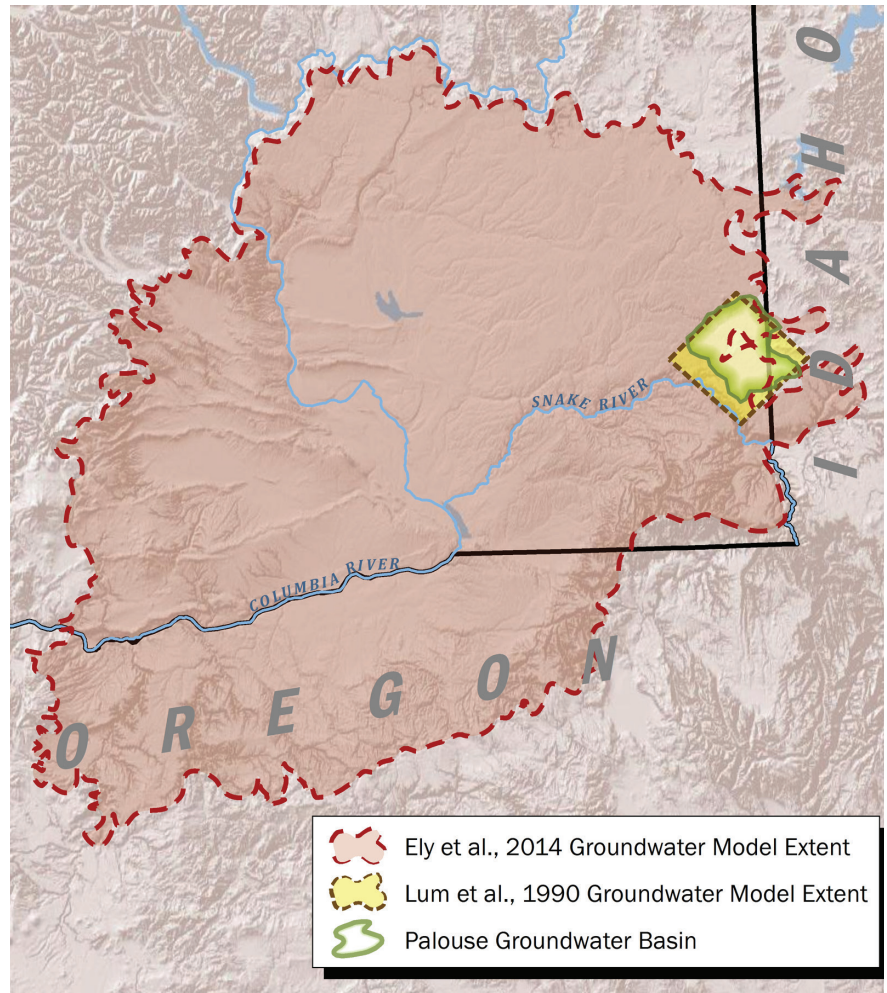 IDAHO
SNAKE RIVER
COLUMBIA RIVER
OREGON
Ely et al., 2014 Groundwater Model Extent
Lum et al., 1990 Groundwater Model Extent
Palouse Groundwater Basin